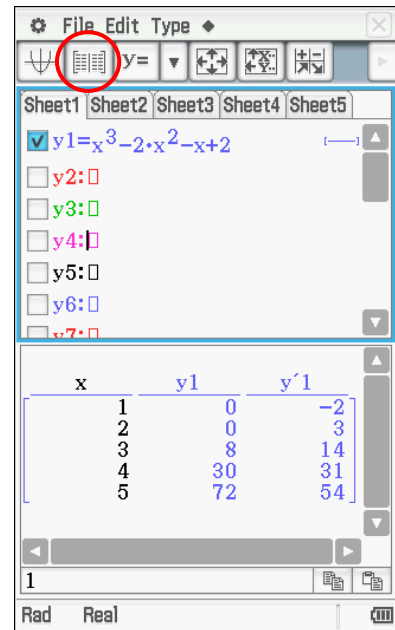 File Edit Type
y=
Sheet1 Sheet2 Sheet3 Sheet4 Sheet5
y1=x³−2·x²−x+2
y2:
y3:
y4:
y5:
y6:
y7:
x y1 y´1
1 0 −2
2 0 3
3 8 14
4 30 31
5 72 54
1
Rad Real